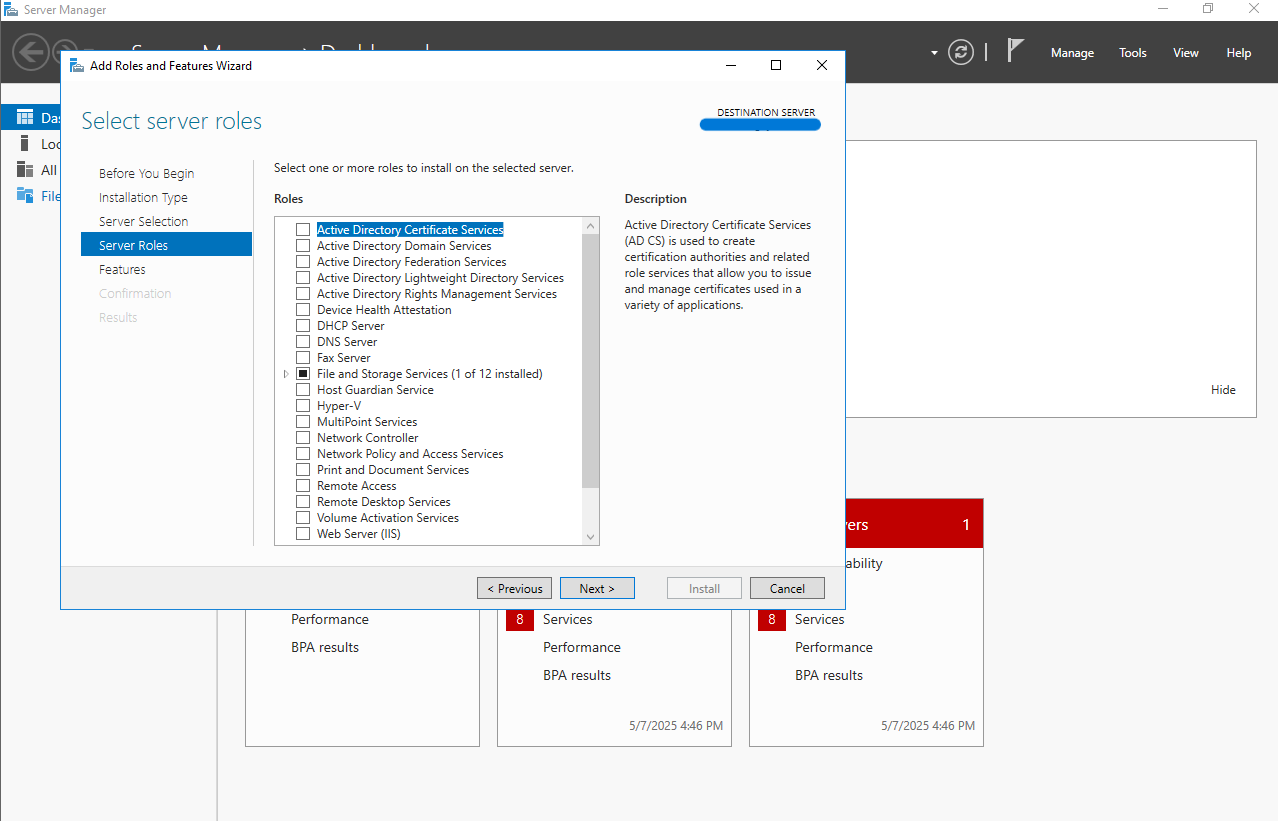 Server Manager
Manage
Tools
View
Help
Add Roles and Features Wizard
Select server roles
DESTINATION SERVER
Before You Begin
Installation Type
Server Selection
Server Roles
Features
Confirmation
Results
Select one or more roles to install on the selected server.
Roles
Active Directory Certificate Services
Active Directory Domain Services
Active Directory Federation Services
Active Directory Lightweight Directory Services
Active Directory Rights Management Services
Device Health Attestation
DHCP Server
DNS Server
Fax Server
File and Storage Services (1 of 12 installed)
Host Guardian Service
Hyper-V
MultiPoint Services
Network Controller
Network Policy and Access Services
Print and Document Services
Remote Access
Remote Desktop Services
Volume Activation Services
Web Server (IIS)
Description
Active Directory Certificate Services
(AD CS) is used to create
certification authorities and related
role services that allow you to issue
and manage certificates used in a
variety of applications.
< Previous
Next >
Install
Cancel
Das
Loc
All
File
Hide
vers 1
ability
Performance
BPA results
8 Services
Performance
BPA results
5/7/2025 4:46 PM
8 Services
Performance
BPA results
5/7/2025 4:46 PM